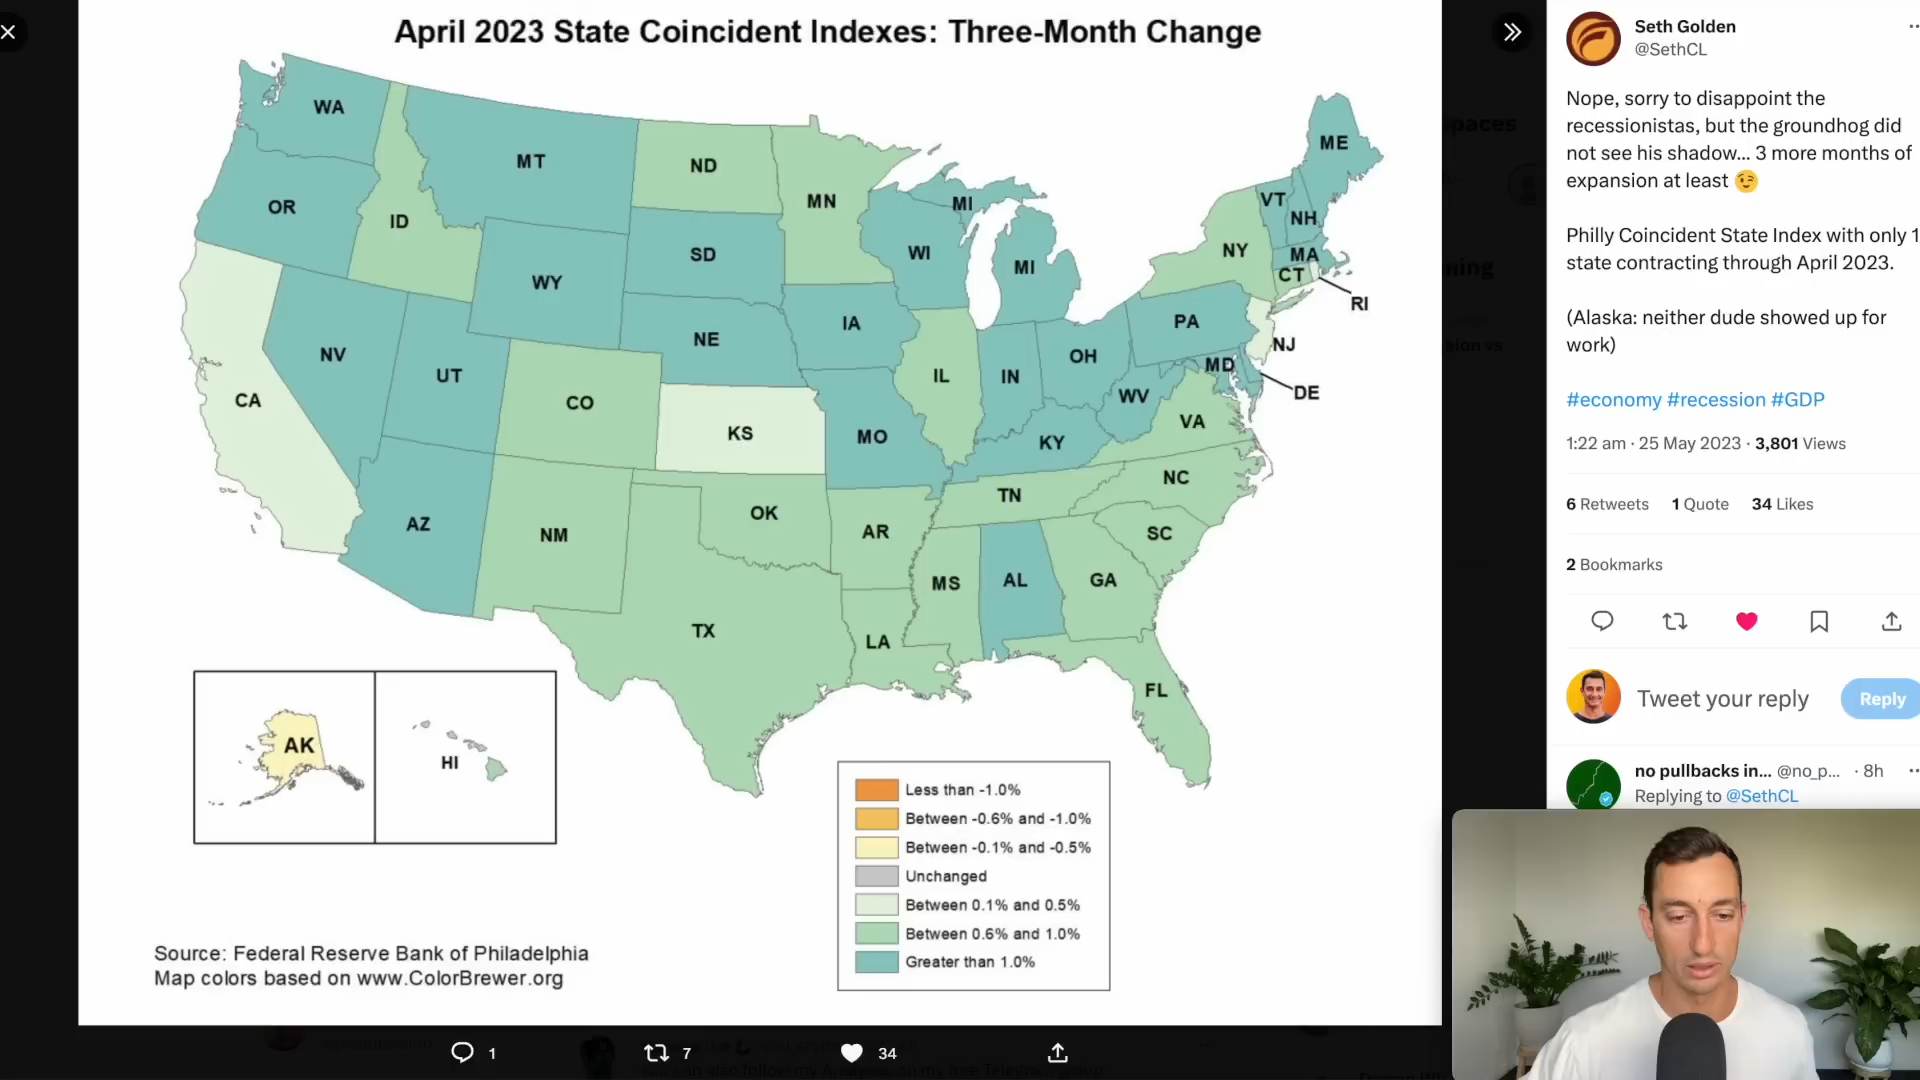 April 2023 State Coincident Indexes: Three-Month Change
WA
MT
ND
MN
ME
OR
ID
WY
SD
WI
MI
MI
NY
VT
NH
MA
CT
RI
NV
UT
CO
NE
IA
IL
IN
OH
PA
NJ
MD
DE
WV
VA
CA
KS
MO
KY
TN
NC
AZ
NM
OK
AR
SC
MS
AL
GA
TX
LA
FL
AK
HI
Less than -1.0%
Between -0.6% and -1.0%
Between -0.1% and -0.5%
Unchanged
Between 0.1% and 0.5%
Between 0.6% and 1.0%
Greater than 1.0%
Source: Federal Reserve Bank of Philadelphia
Map colors based on www.ColorBrewer.org
1
7
34
Seth Golden
@SethCL
Nope, sorry to disappoint the
recessionistas, but the groundhog did
not see his shadow... 3 more months of
expansion at least 😉
Philly Coincident State Index with only 1
state contracting through April 2023.
(Alaska: neither dude showed up for
work)
#economy #recession #GDP
1:22 am · 25 May 2023 · 3,801 Views
6 Retweets 1 Quote 34 Likes
2 Bookmarks
Tweet your reply
Reply
no pullbacks in... @no_p... · 8h
Replying to @SethCL